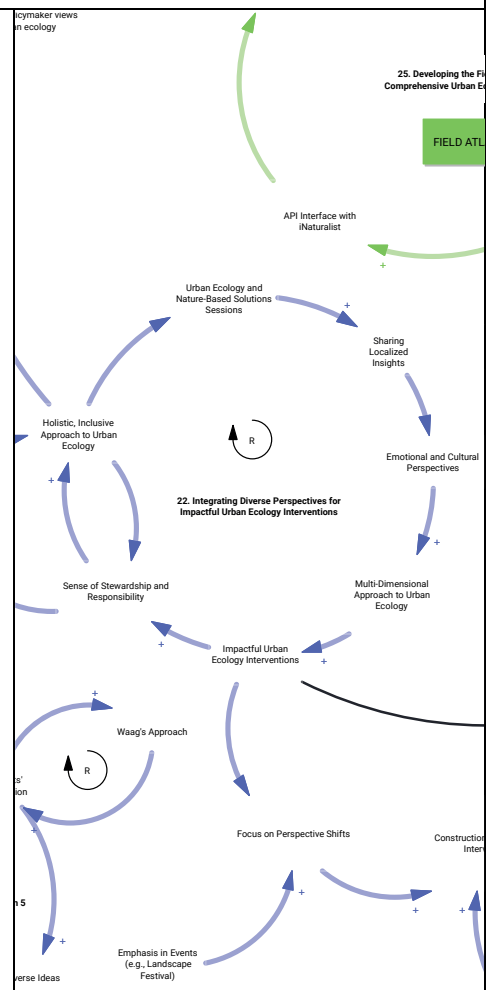 icymaker views
n ecology
25. Developing the Fi
Comprehensive Urban Ec
FIELD ATL
API Interface with
iNaturalist
+
Urban Ecology and
Nature-Based Solutions
Sessions
+
Sharing
Localized
Insights
Holistic, Inclusive
Approach to Urban
Ecology
R
Emotional and Cultural
Perspectives
+
22. Integrating Diverse Perspectives for
Impactful Urban Ecology Interventions
+
Sense of Stewardship and
Responsibility
Multi-Dimensional
Approach to Urban
Ecology
+
Impactful Urban
Ecology Interventions
+
+
Waag's Approach
R
ts'
ion
+
Focus on Perspective Shifts
Construction
Interv
+
+
+
n 5
+
Emphasis in Events
(e.g., Landscape
Festival)
verse Ideas